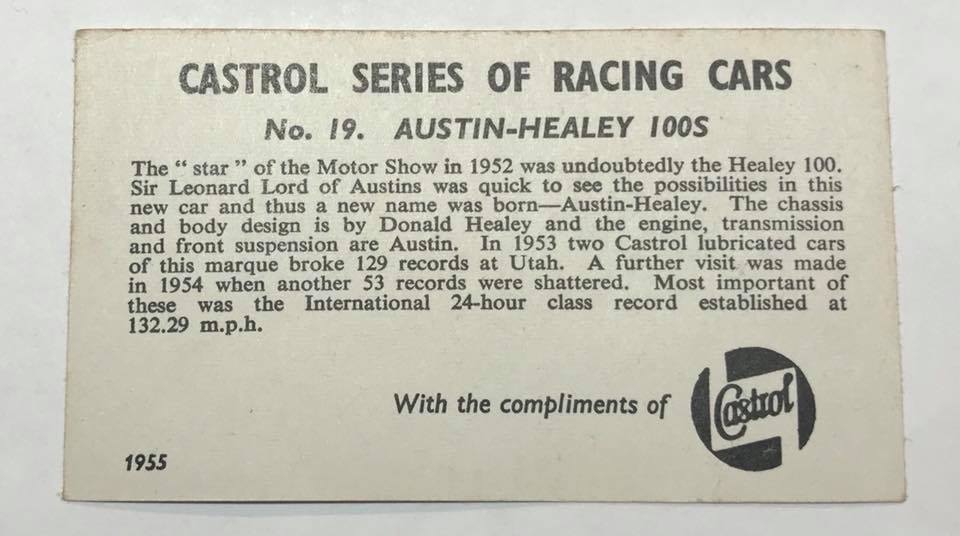 CASTROL SERIES OF RACING CARS
No. 19. AUSTIN-HEALEY 100S
The “ star ” of the Motor Show in 1952 was undoubtedly the Healey 100.
Sir Leonard Lord of Austins was quick to see the possibilities in this
new car and thus a new name was born—Austin-Healey. The chassis
and body design is by Donald Healey and the engine, transmission
and front suspension are Austin. In 1953 two Castrol lubricated cars
of this marque broke 129 records at Utah. A further visit was made
in 1954 when another 53 records were shattered. Most important of
these was the International 24-hour class record established at
132.29 m.p.h.
With the compliments of Castrol
1955